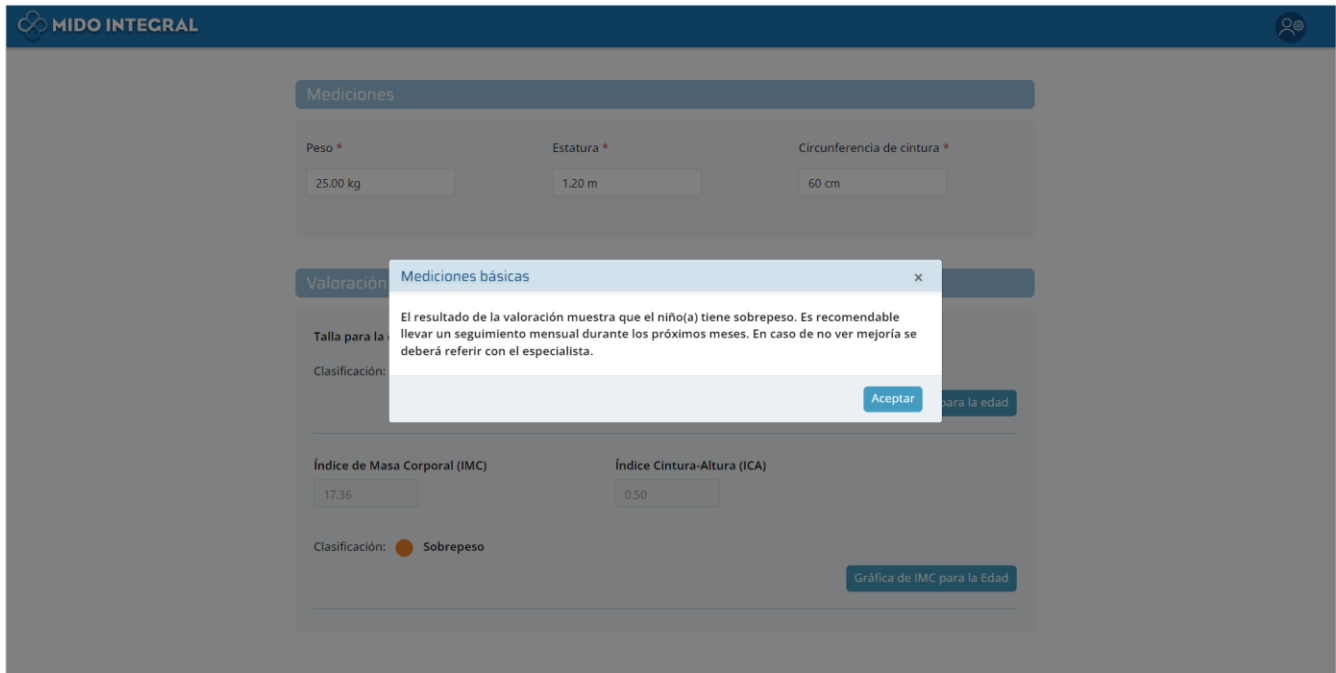 MIDO INTEGRAL
Mediciones
Peso *
Estatura *
Circunferencia de cintura *
25.00 kg
1.20 m
60 cm
Valoración
Mediciones básicas
×
El resultado de la valoración muestra que el niño(a) tiene sobrepeso. Es recomendable
llevar un seguimiento mensual durante los próximos meses. En caso de no ver mejoría se
deberá referir con el especialista.
Aceptar
Talla para la
Clasificación:
para la edad
Índice de Masa Corporal (IMC)
Índice Cintura-Altura (ICA)
17.36
0.50
Clasificación:
Sobrepeso
Gráfica de IMC para la Edad